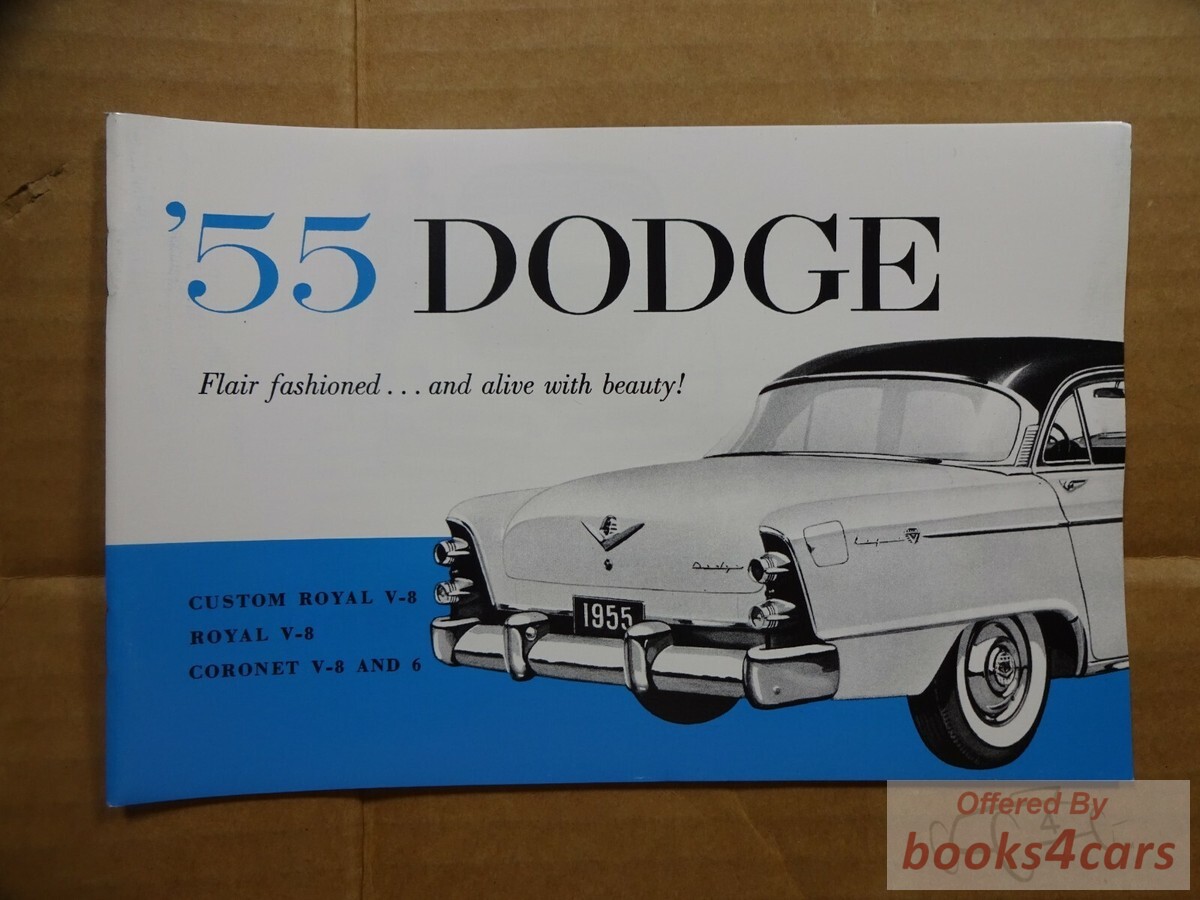 ’55 DODGE
Flair fashioned... and alive with beauty!
CUSTOM ROYAL V-8
ROYAL V-8
CORONET V-8 AND 6
Dodge
1955
Offered By
books4cars